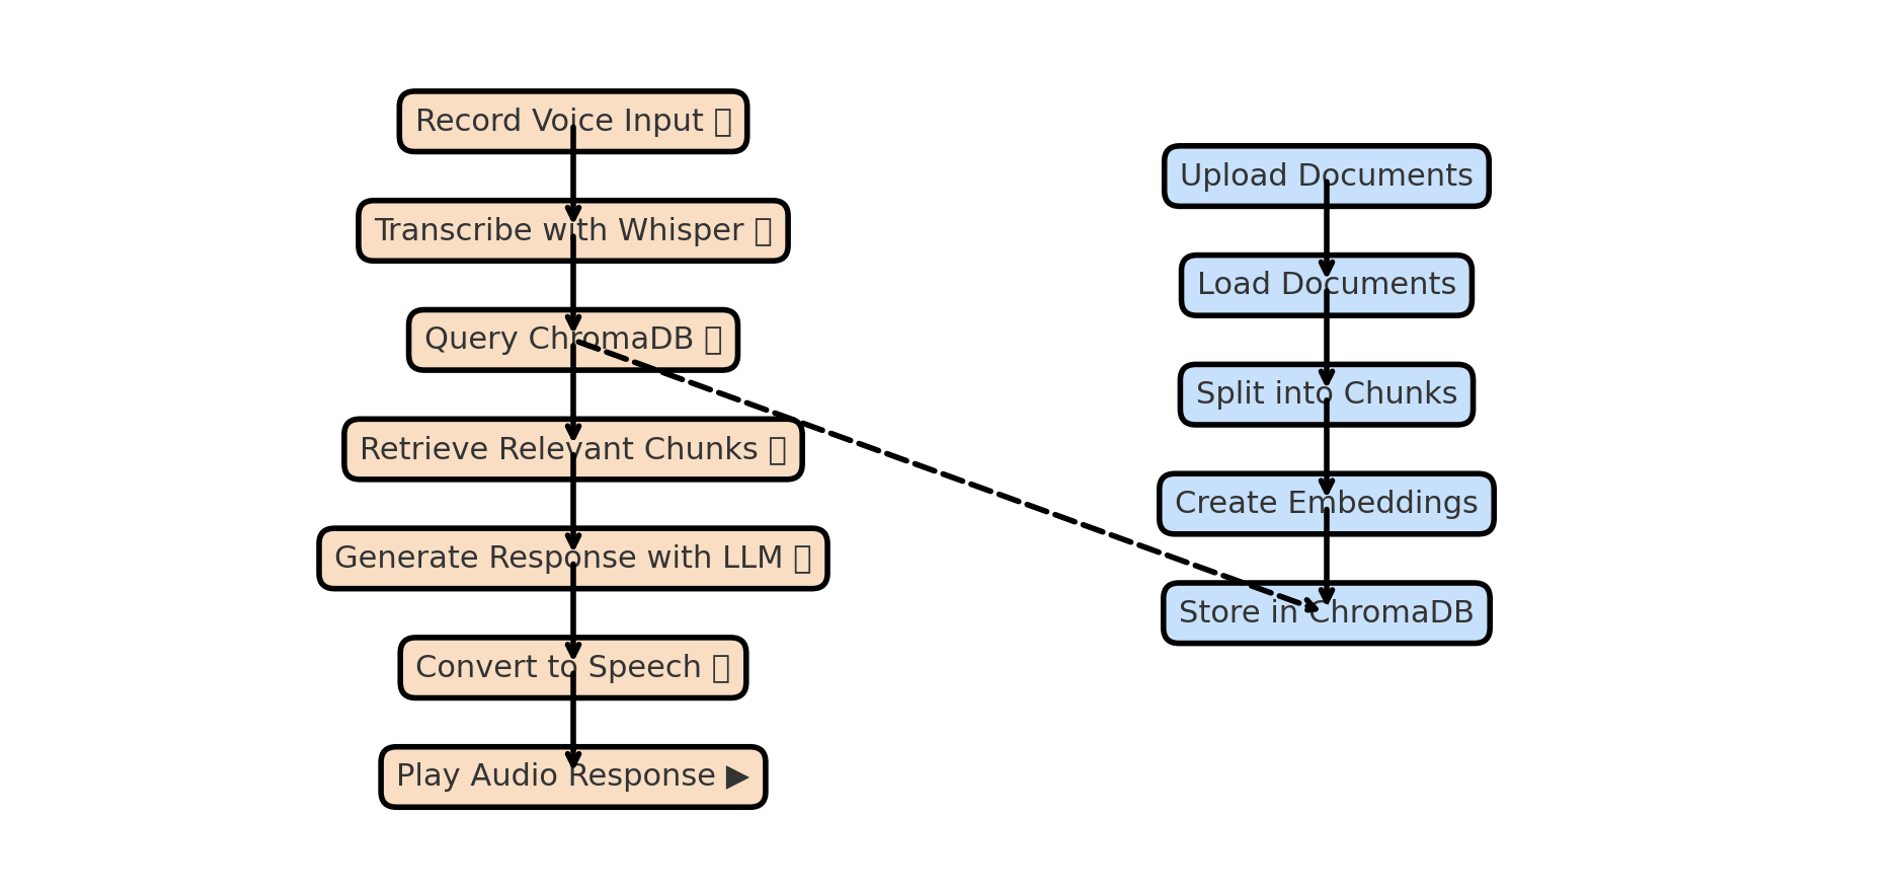 Record Voice Input
Transcribe with Whisper
Query ChromaDB
Retrieve Relevant Chunks
Generate Response with LLM
Convert to Speech
Play Audio Response ▶
Upload Documents
Load Documents
Split into Chunks
Create Embeddings
Store in ChromaDB